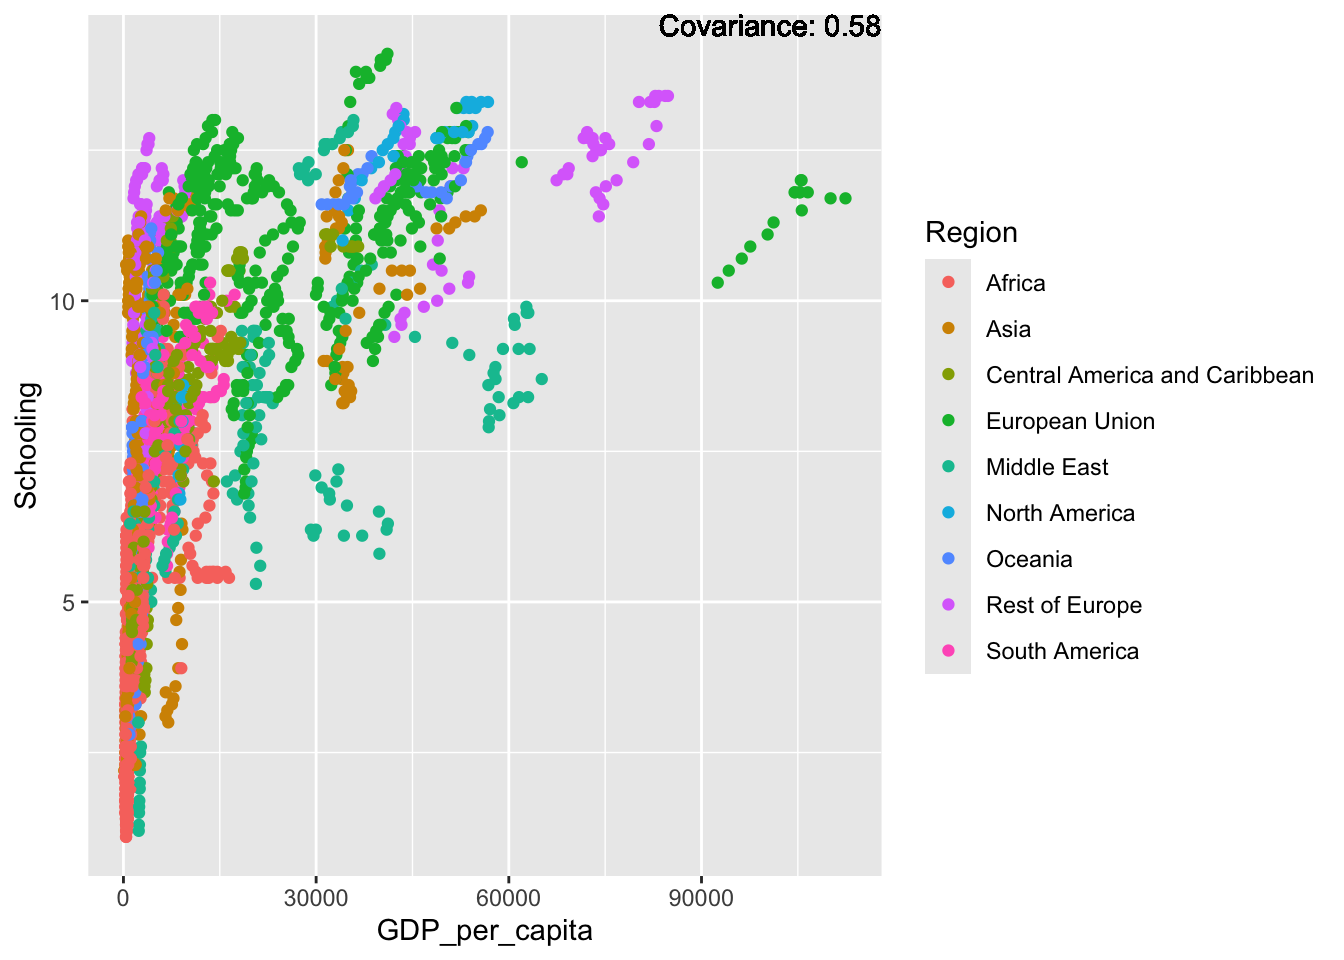 Covariance: 0.58
Schooling
10
5
0
30000
60000
90000
GDP_per_capita
Region
Africa
Asia
Central America and Caribbean
European Union
Middle East
North America
Oceania
Rest of Europe
South America